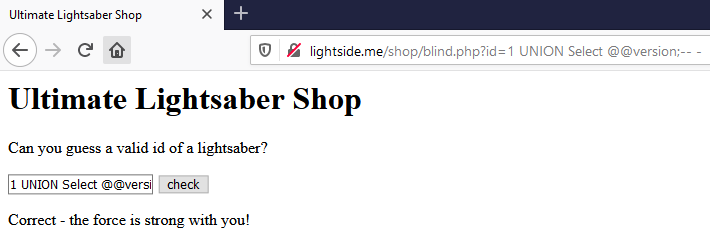 Ultimate Lightsaber Shop
lightside.me/shop/blind.php?id=1 UNION Select @@version;-- -
Ultimate Lightsaber Shop
Can you guess a valid id of a lightsaber?
1 UNION Select @@versi check
Correct - the force is strong with you!